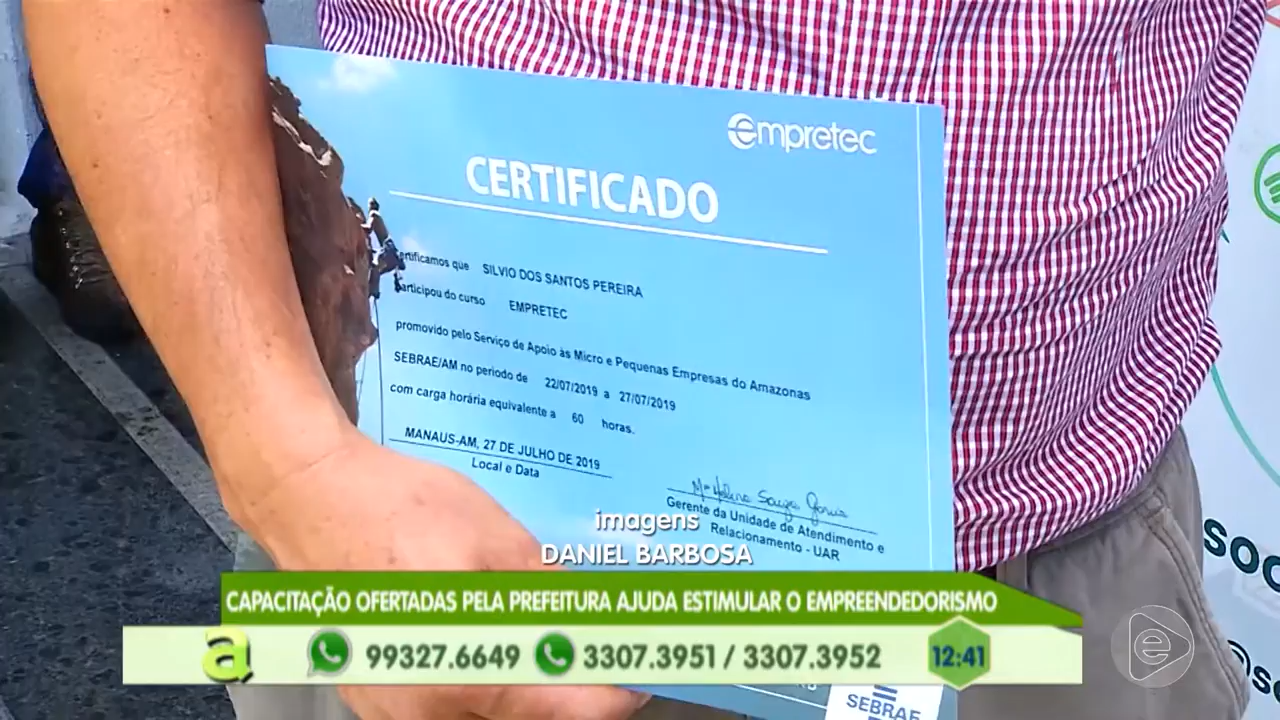 empretec
CERTIFICADO
ertificamos que SILVIO DOS SANTOS PEREIRA
articipou do curso EMPRETEC
promovido pelo Serviço de Apoio às Micro e Pequenas Empresas do Amazonas
SEBRAE/AM no periodo de 22/07/2019 a 27/07/2019
com carga horária equivalente a 60 horas.
MANAUS-AM, 27 DE JULHO DE 2019
Local e Data
Gerente da Unidade de Atendimento e
Relacionamento - UAR
imagens
DANIEL BARBOSA
CAPACITAÇÃO OFERTADAS PELA PREFEITURA AJUDA ESTIMULAR O EMPREENDEDORISMO
a 99327.6649 3307.3951 / 3307.3952 12:41
SEBRAE
e